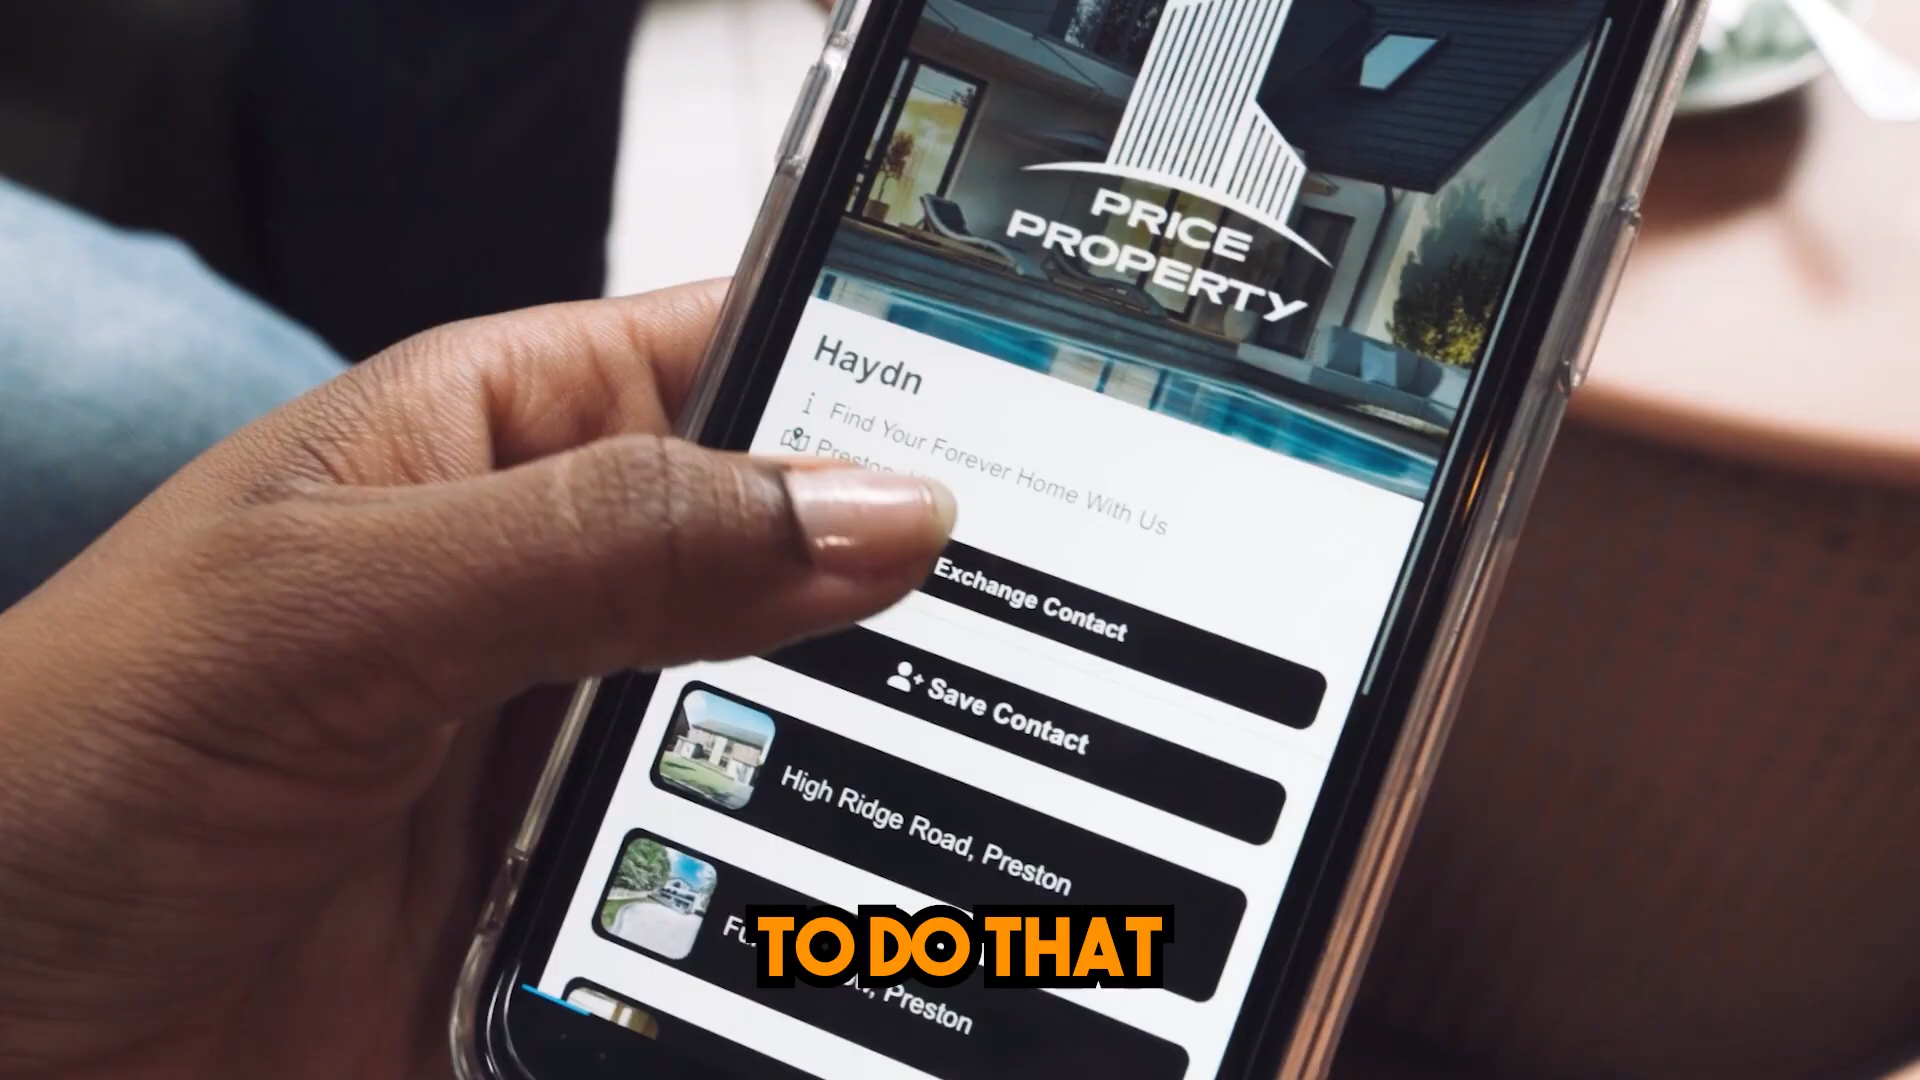 PRICE
PROPERTY
Haydn
Find Your Forever Home With Us
Preston
Exchange Contact
Save Contact
High Ridge Road, Preston
Preston
TO DO THAT